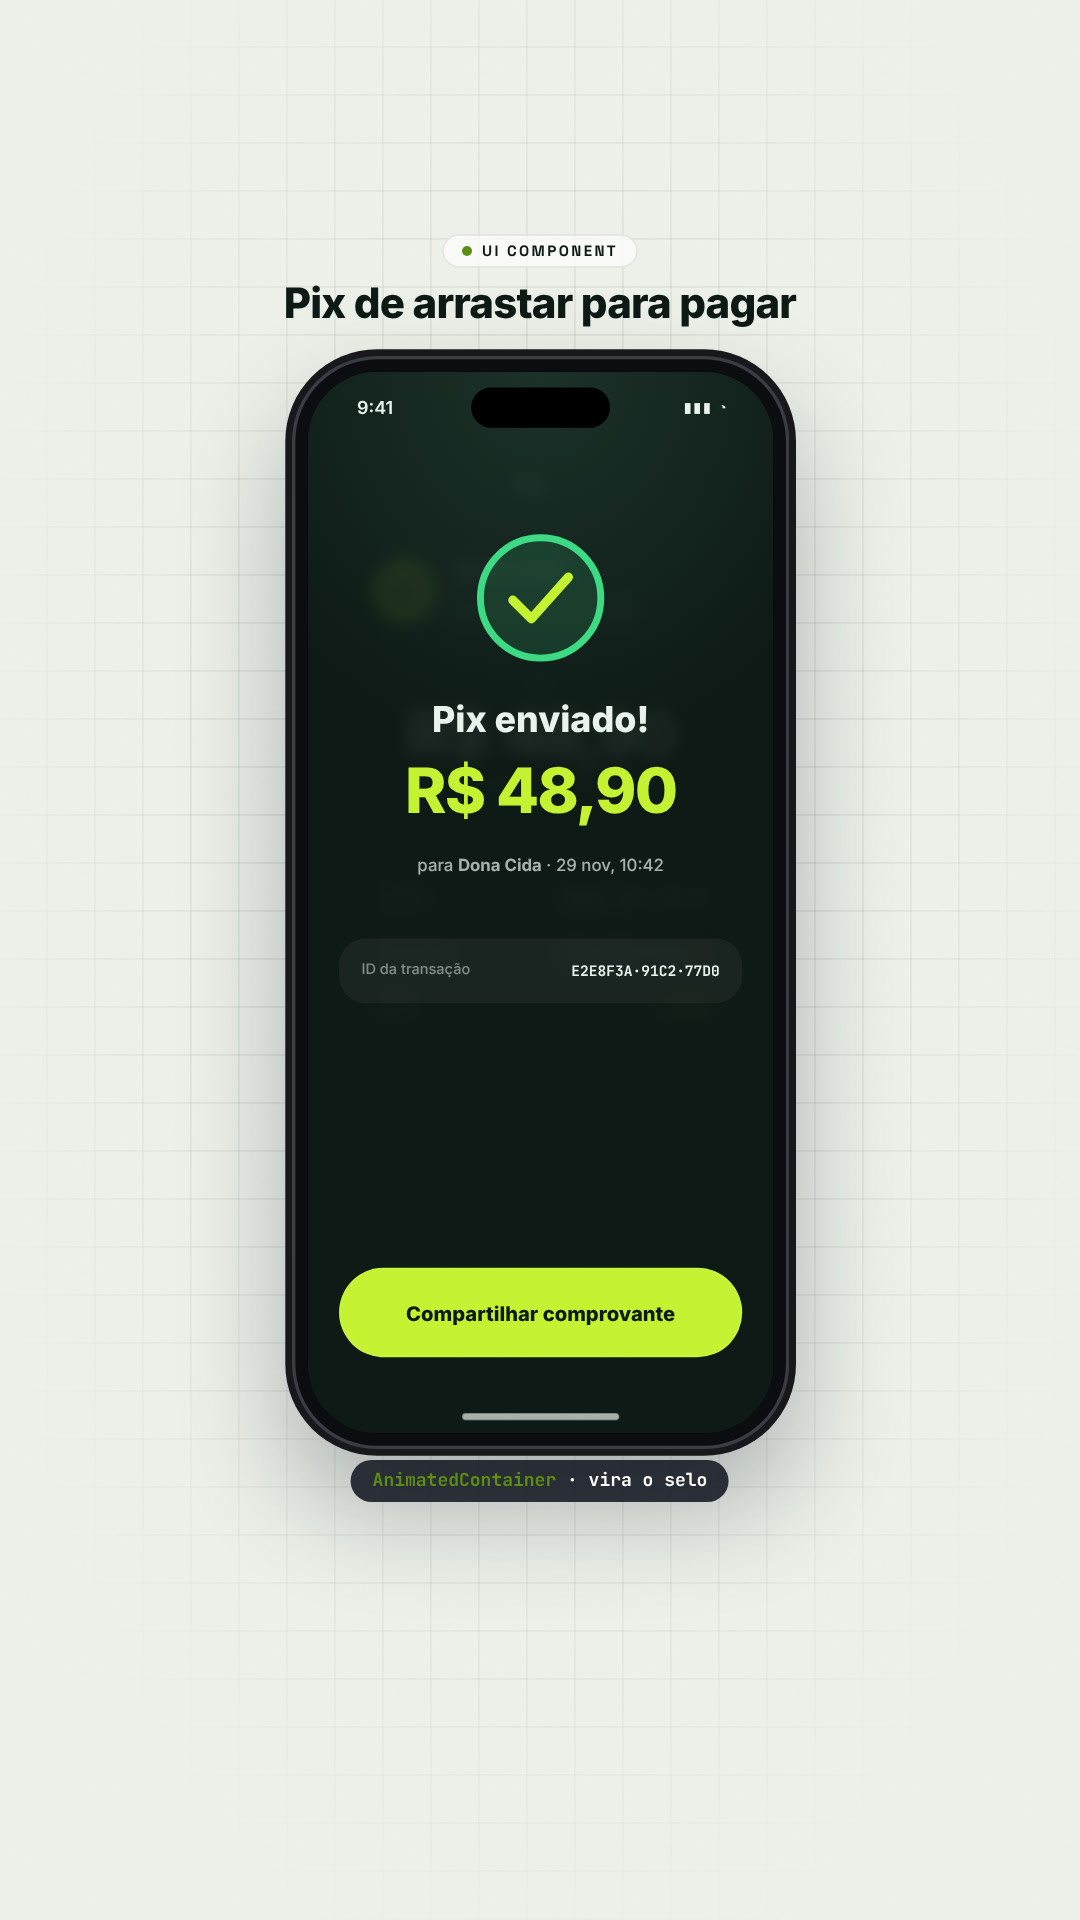 UI COMPONENT
Pix de arrastar para pagar
9:41
Pix enviado!
R$ 48,90
para Dona Cida · 29 nov, 10:42
ID da transação E2E8F3A·91C2·77D0
Compartilhar comprovante
AnimatedContainer · vira o selo